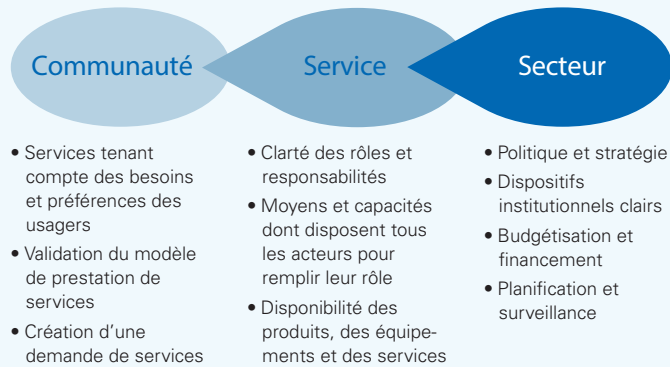 Communauté
Service
Secteur
• Services tenant
compte des besoins
et préférences des
usagers
• Validation du modèle
de prestation de
services
• Création d'une
demande de services
• Clarté des rôles et
responsabilités
• Moyens et capacités
dont disposent tous
les acteurs pour
remplir leur rôle
• Disponibilité des
produits, des équipe-
ments et des services
• Politique et stratégie
• Dispositifs
institutionnels clairs
• Budgétisation et
financement
• Planification et
surveillance